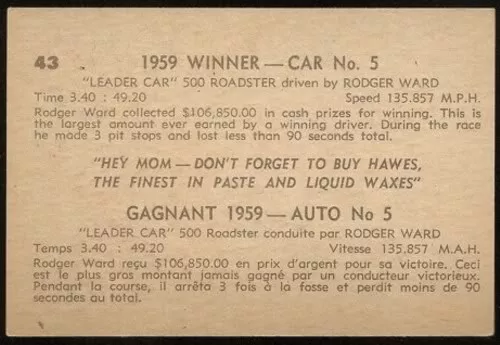 43
1959 WINNER — CAR No. 5
"LEADER CAR" 500 ROADSTER driven by RODGER WARD
Time 3.40 : 49.20 Speed 135.857 M.P.H.
Rodger Ward collected $106,850.00 in cash prizes for winning. This is
the largest amount ever earned by a winning driver. During the race
he made 3 pit stops and lost less than 90 seconds total.
"HEY MOM — DON'T FORGET TO BUY HAWES,
THE FINEST IN PASTE AND LIQUID WAXES"
GAGNANT 1959 — AUTO No 5
"LEADER CAR" 500 Roadster conduite par RODGER WARD
Temps 3.40 : 49.20 Vitesse 135.857 M.A.H.
Rodger Ward reçu $106,850.00 en prix d'argent pour sa victoire. Ceci
est le plus gros montant jamais gagné par un conducteur victorieux.
Pendant la course, il arrêta 3 fois à la fosse et perdit moins de 90
secondes au total.